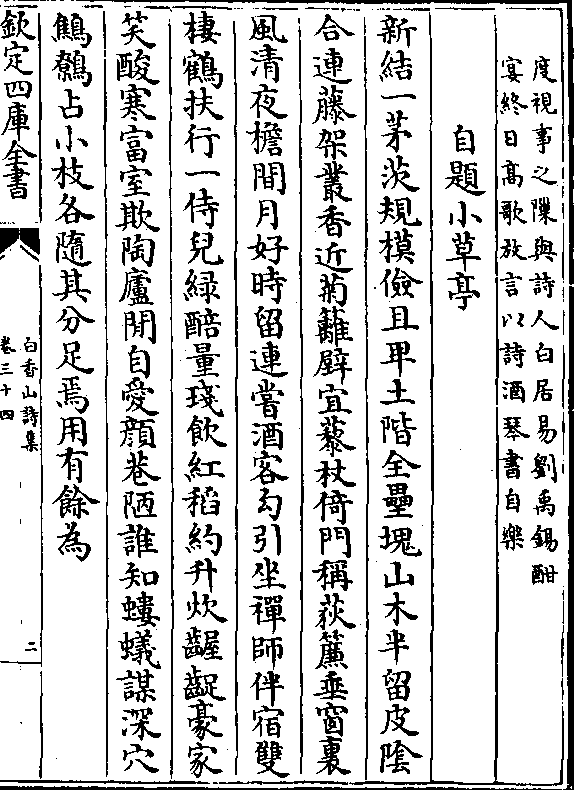 度視事之隟與詩人白居易劉禹錫酣
宴終日高歌放言以詩酒琴書自樂
自題小草亭
新結一茅茨規模儉且卑土階全壘塊山木半留皮陰
合連藤架叢香近菊籬壁宜藜杖倚門稱荻簾垂窗裏
風清夜檐間月好時留連嘗酒客勾引坐禪師伴宿雙
棲鶴扶行一侍兒緑醅量琖飲紅稻約升炊齷齪豪家
笑酸寒富室欺陶廬閒自愛顔巷陋誰知螻蟻謀深穴
鷦鷯占小枝各隨其分足焉用有餘為
欽定四庫全書
白香山詩集
卷三十四
二